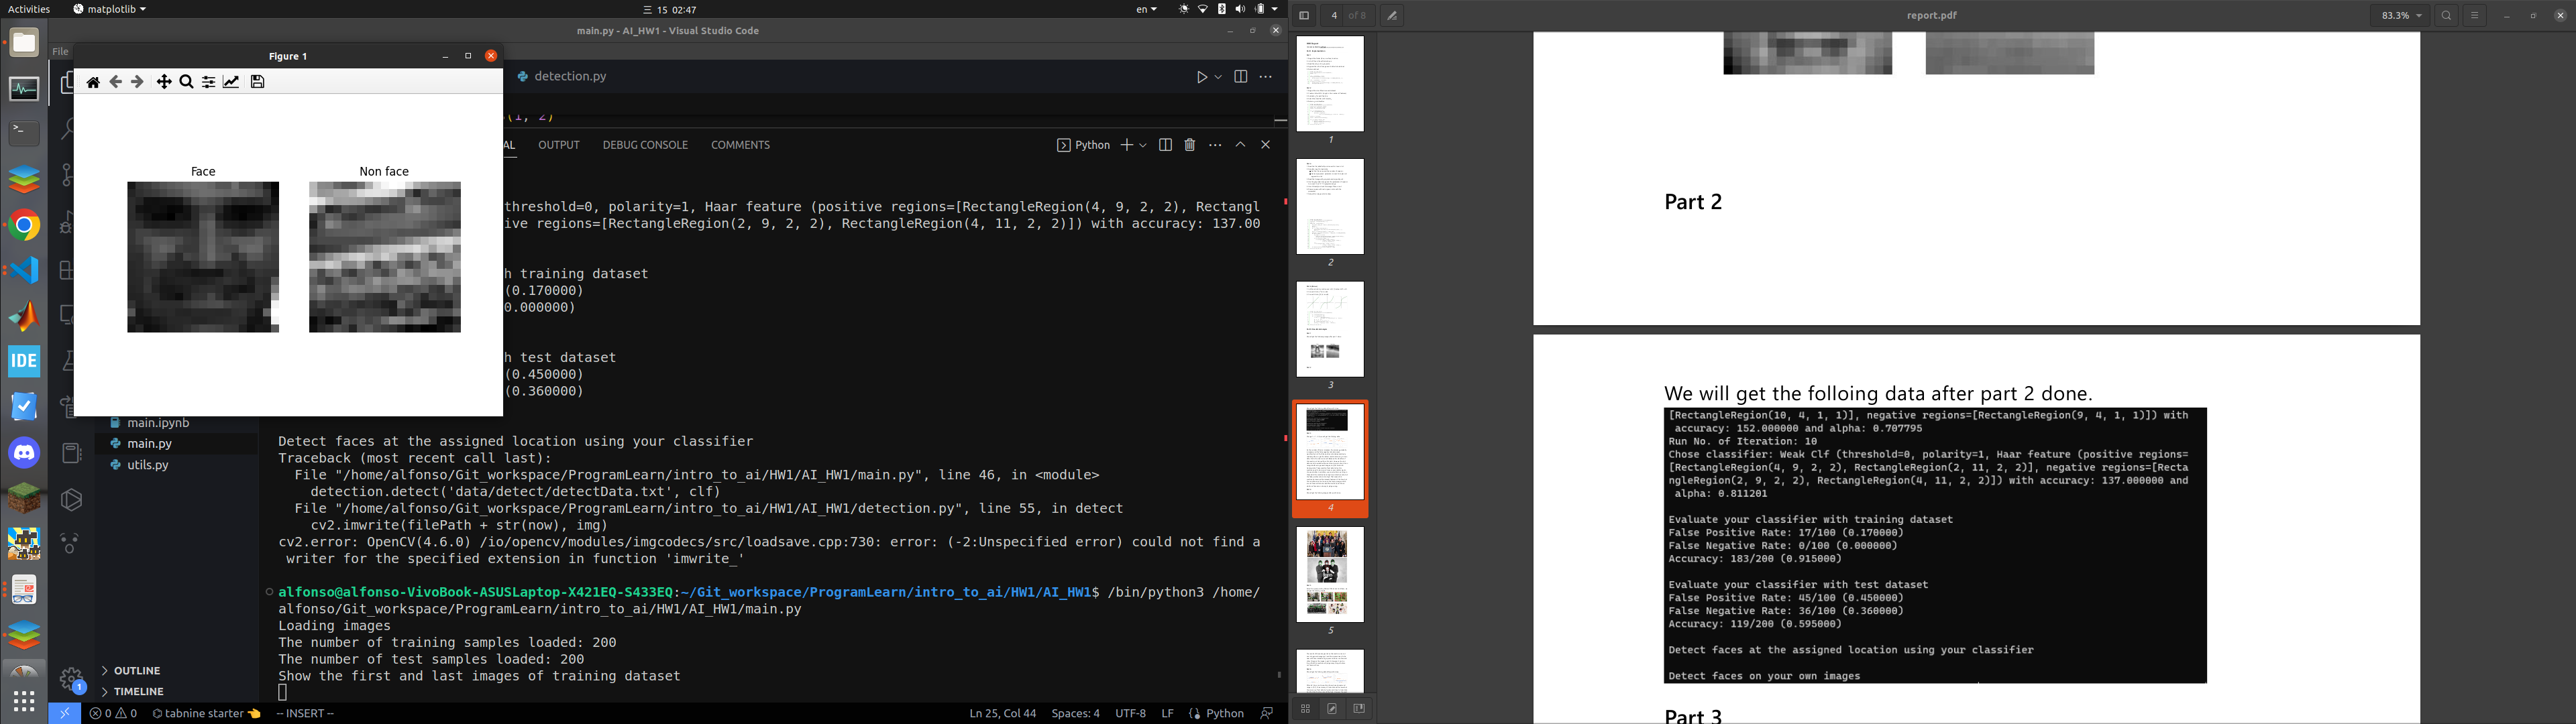 Activities
matplotlib
三 15 02:47
en
main.py - AI_HW1 - Visual Studio Code
File
Figure 1
Face
Non face
detection.py
(1, 2)
AL
OUTPUT
DEBUG CONSOLE
COMMENTS
Python
threshold=0, polarity=1, Haar feature (positive regions=[RectangleRegion(4, 9, 2, 2), Rectangl
ive regions=[RectangleRegion(2, 9, 2, 2), RectangleRegion(4, 11, 2, 2)]) with accuracy: 137.00
h training dataset
(0.170000)
0.000000)
h test dataset
(0.450000)
(0.360000)
Detect faces at the assigned location using your classifier
Traceback (most recent call last):
File "/home/alfonso/Git_workspace/ProgramLearn/intro_to_ai/HW1/AI_HW1/main.py", line 46, in <module>
detection.detect('data/detect/detectData.txt', clf)
File "/home/alfonso/Git_workspace/ProgramLearn/intro_to_ai/HW1/AI_HW1/detection.py", line 55, in detect
cv2.imwrite(filePath + str(now), img)
cv2.error: OpenCV(4.6.0) /io/opencv/modules/imgcodecs/src/loadsave.cpp:730: error: (-2:Unspecified error) could not find a
writer for the specified extension in function 'imwrite_'
alfonso@alfonso-VivoBook-ASUSLaptop-X421EQ-S433EQ:~/Git_workspace/ProgramLearn/intro_to_ai/HW1/AI_HW1$ /bin/python3 /home/
alfonso/Git_workspace/ProgramLearn/intro_to_ai/HW1/AI_HW1/main.py
Loading images
The number of training samples loaded: 200
The number of test samples loaded: 200
Show the first and last images of training dataset
main.ipynb
main.py
utils.py
OUTLINE
TIMELINE
IDE
1
0 0
tabnine starter
-- INSERT --
Ln 25, Col 44
Spaces: 4
UTF-8
LF
Python
4 of 8
report.pdf
83.3%
1
2
3
4
5
Part 2
We will get the folloing data after part 2 done.
[RectangleRegion(10, 4, 1, 1)], negative regions=[RectangleRegion(9, 4, 1, 1)]) with
accuracy: 152.000000 and alpha: 0.707795
Run No. of Iteration: 10
Chose classifier: Weak Clf (threshold=0, polarity=1, Haar feature (positive regions=
[RectangleRegion(4, 9, 2, 2), RectangleRegion(2, 11, 2, 2)], negative regions=[Recta
ngleRegion(2, 9, 2, 2), RectangleRegion(4, 11, 2, 2)]) with accuracy: 137.000000 and
alpha: 0.811201
Evaluate your classifier with training dataset
False Positive Rate: 17/100 (0.170000)
False Negative Rate: 0/100 (0.000000)
Accuracy: 183/200 (0.915000)
Evaluate your classifier with test dataset
False Positive Rate: 45/100 (0.450000)
False Negative Rate: 36/100 (0.360000)
Accuracy: 119/200 (0.595000)
Detect faces at the assigned location using your classifier
Detect faces on your own images
Part 3